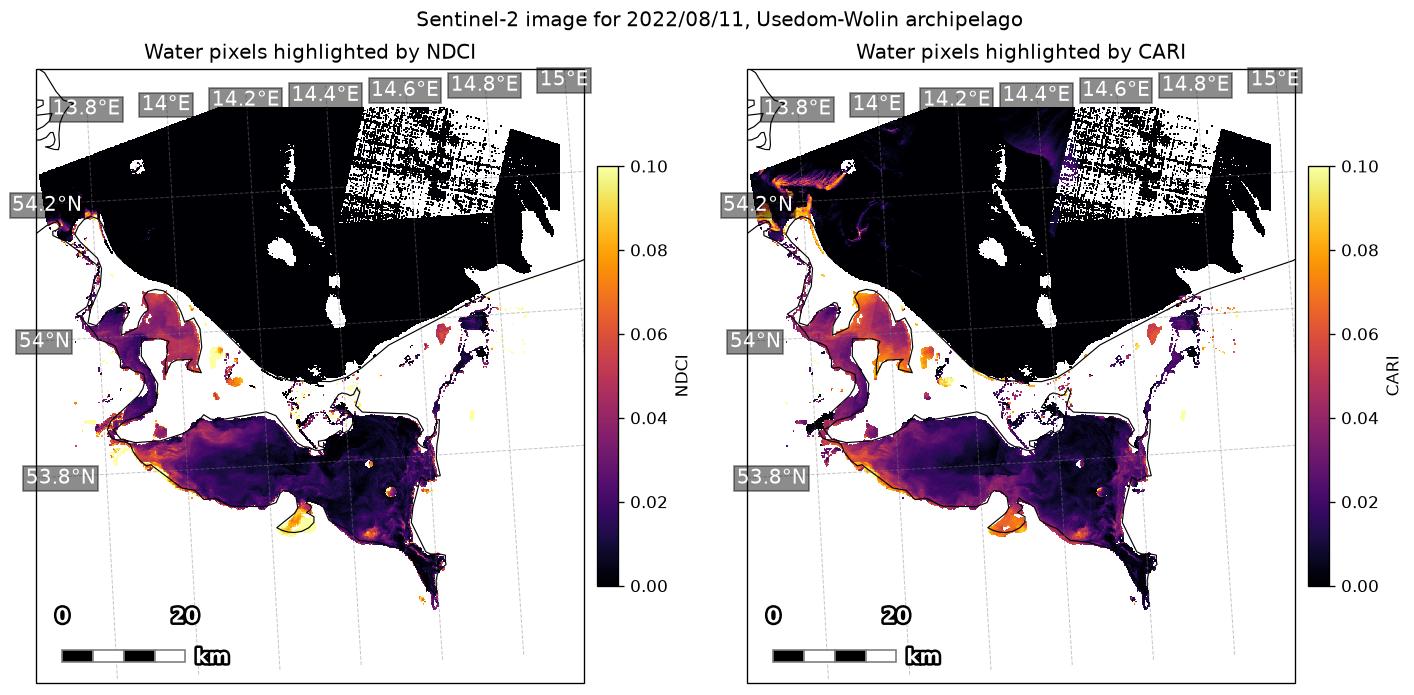 Sentinel-2 image for 2022/08/11, Usedom-Wolin archipelago
Water pixels highlighted by NDCI
13.8°E 14°E 14.2°E 14.4°E 14.6°E 14.8°E 15°E
54.2°N
54°N
53.8°N
0 20
km
0.10
0.08
0.06
0.04
0.02
0.00
NDCI
Water pixels highlighted by CARI
13.8°E 14°E 14.2°E 14.4°E 14.6°E 14.8°E 15°E
54.2°N
54°N
53.8°N
0 20
km
0.10
0.08
0.06
0.04
0.02
0.00
CARI